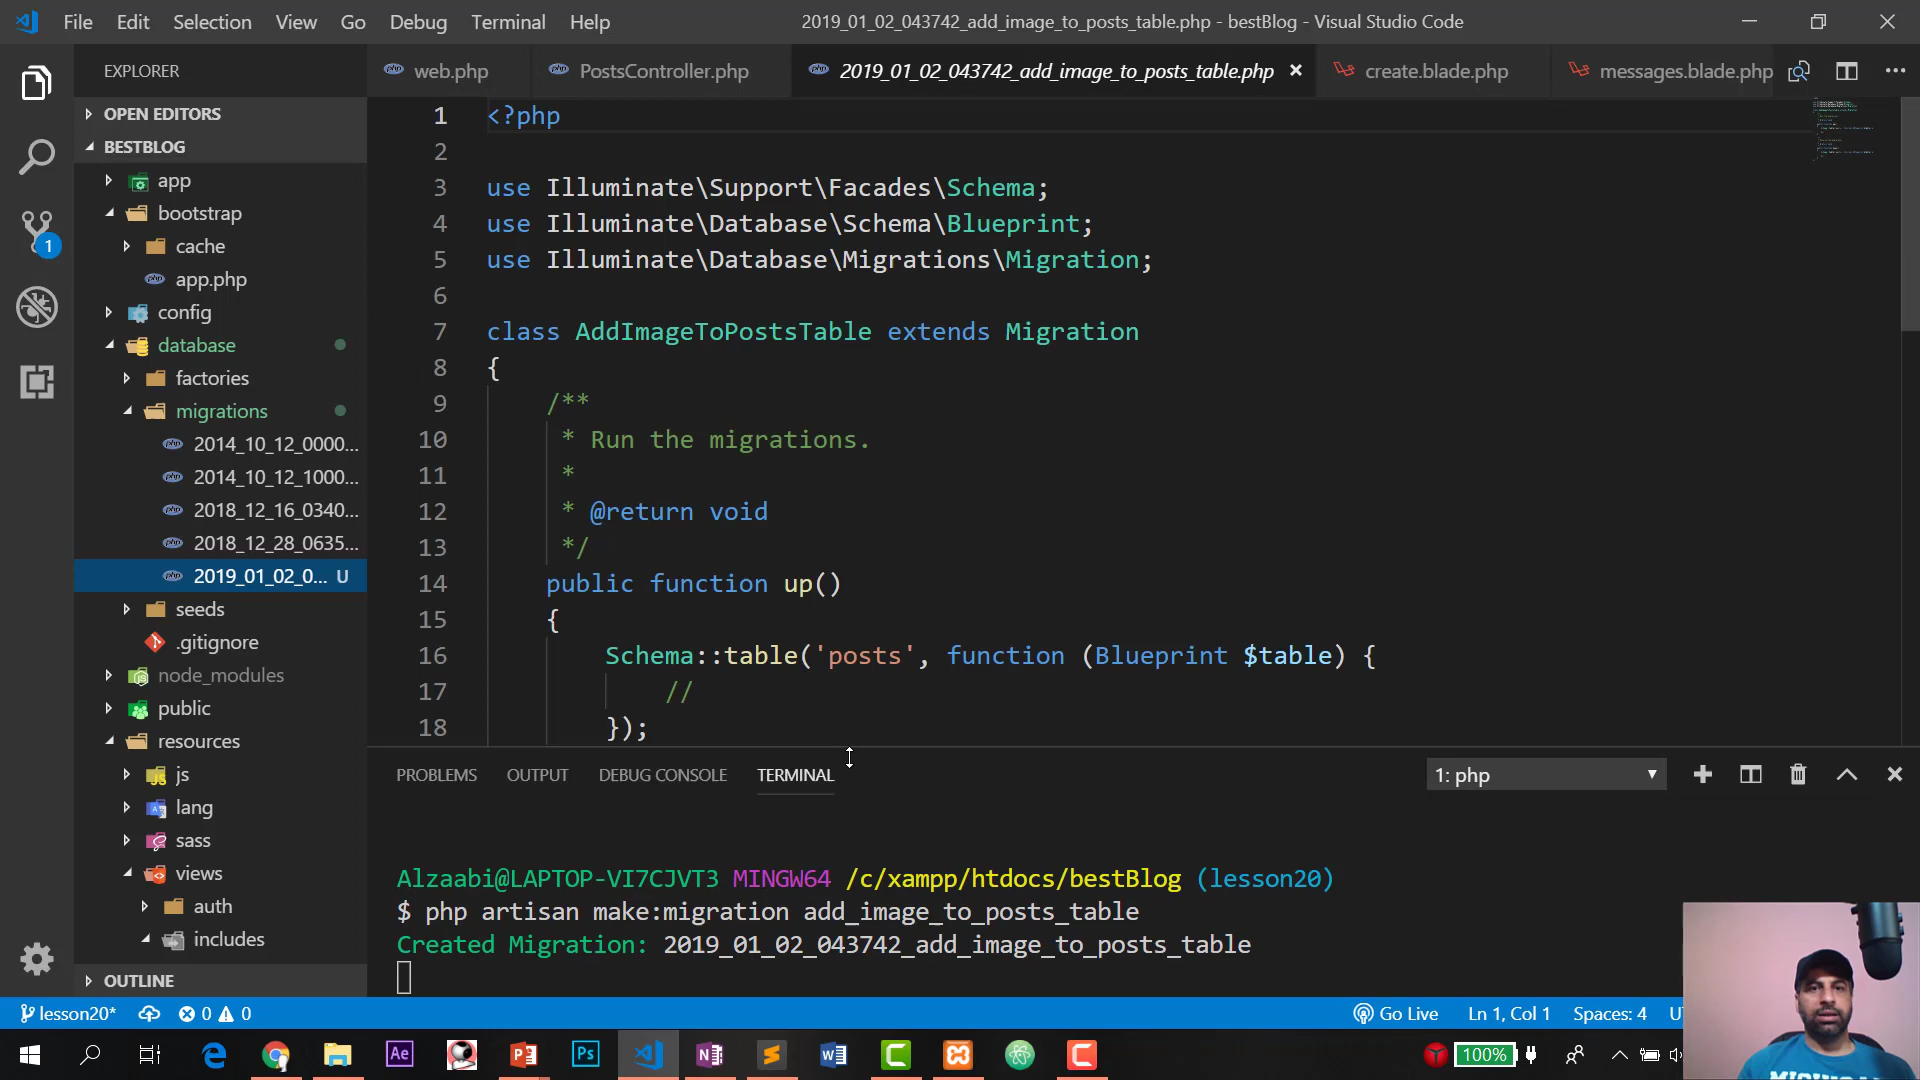 File Edit Selection View Go Debug Terminal Help
2019_01_02_043742_add_image_to_posts_table.php - bestBlog - Visual Studio Code
EXPLORER
web.php
PostsController.php
2019_01_02_043742_add_image_to_posts_table.php
create.blade.php
messages.blade.php
OPEN EDITORS
BESTBLOG
app
bootstrap
cache
app.php
config
database
factories
migrations
2014_10_12_0000...
2014_10_12_1000...
2018_12_16_0340...
2018_12_28_0635...
2019_01_02_0... U
seeds
.gitignore
node_modules
public
resources
js
lang
sass
views
auth
includes
OUTLINE
1
1 <?php
2
3 use Illuminate\Support\Facades\Schema;
4 use Illuminate\Database\Schema\Blueprint;
5 use Illuminate\Database\Migrations\Migration;
6
7 class AddImageToPostsTable extends Migration
8 {
9 /**
10 * Run the migrations.
11 *
12 * @return void
13 */
14 public function up()
15 {
16 Schema::table('posts', function (Blueprint $table) {
17 //
18 });
PROBLEMS OUTPUT DEBUG CONSOLE TERMINAL
1: php
Alzaabi@LAPTOP-VI7CJVT3 MINGW64 /c/xampp/htdocs/bestBlog (lesson20)
$ php artisan make:migration add_image_to_posts_table
Created Migration: 2019_01_02_043742_add_image_to_posts_table
lesson20* 0 0
Go Live Ln 1, Col 1 Spaces: 4
Ae Ps
100%